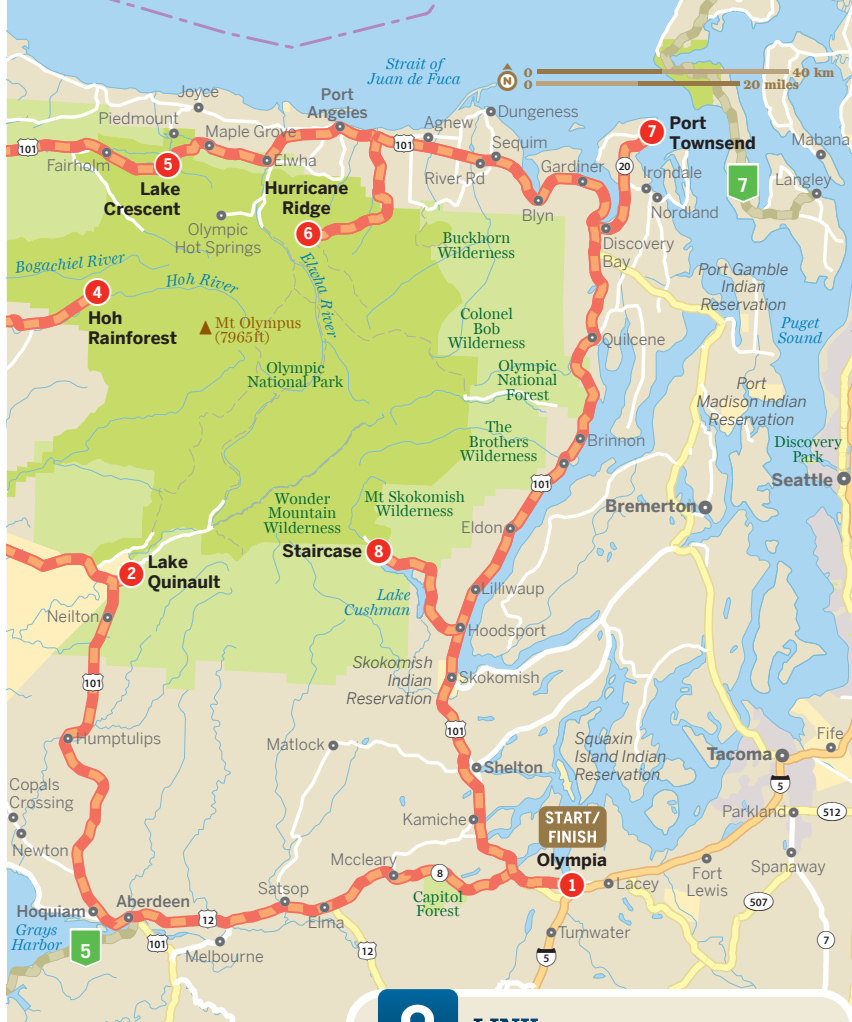 Strait of
Juan de Fuca
N
0
40 km
0
20 miles
Joyce
Port
Angeles
Piedmount
Maple Grove
Agnew
Dungeness
7
Port
Townsend
Mabana
101
Fairholm
5
Elwha
101
Sequim
River Rd
Gardiner
20
Irondale
7
Langley
Lake
Crescent
Hurricane
Ridge
Nordland
Blyn
Olympic
Hot Springs
6
Buckhorn
Wilderness
Discovery
Bay
Bogachiel River
Hoh River
Elwha River
Port Gamble
Indian
Reservation
4
Hoh
Rainforest
Mt Olympus
(7965ft)
Colonel
Bob
Wilderness
Quilcene
Puget
Sound
Olympic
National Park
Olympic
National
Forest
Port
Madison Indian
Reservation
The
Brothers
Wilderness
Brinnon
Discovery
Park
Seattle
101
Wonder
Mountain
Wilderness
Mt Skokomish
Wilderness
Bremerton
Eldon
Staircase
8
2
Lake
Quinault
Lake
Cushman
Lilliwaup
Neilton
Hoodsport
Skokomish
Indian
Reservation
Skokomish
101
101
Humptulips
Matlock
Squaxin
Island Indian
Reservation
Shelton
Tacoma
Fife
5
Copals
Crossing
Newton
Kamiche
START/
FINISH
Parkland
512
Olympia
Mccleary
8
1
Lacey
Fort
Lewis
Spanaway
Satsop
Capitol
Forest
507
Hoquiam
Aberdeen
12
Elma
Grays
Harbor
5
101
Melbourne
12
Tumwater
5
7